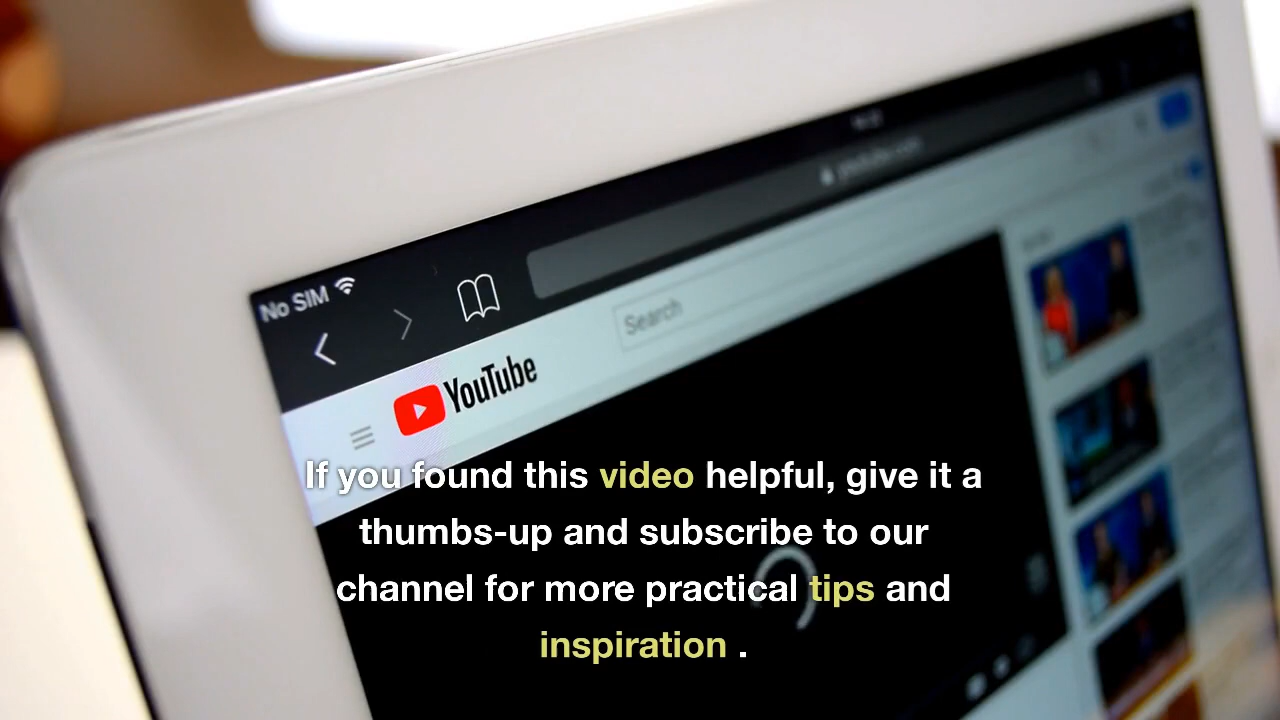 No SIM
Search
YouTube
If you found this video helpful, give it a
thumbs-up and subscribe to our
channel for more practical tips and
inspiration .